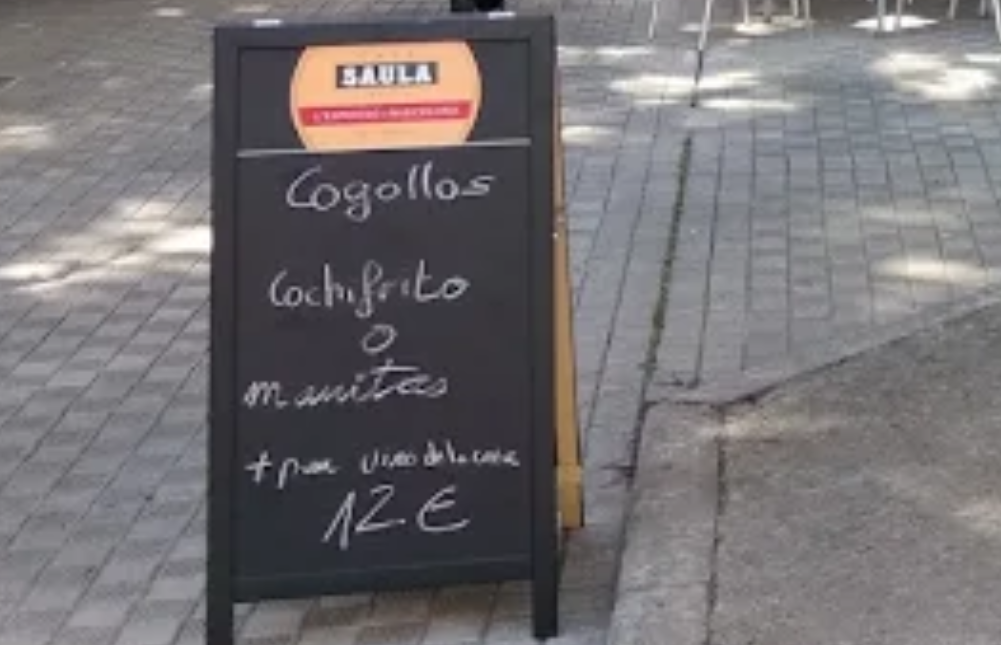 SAULA
Cogollos
Cochifrito
o
manitas
+ pan vino de la casa
12 €